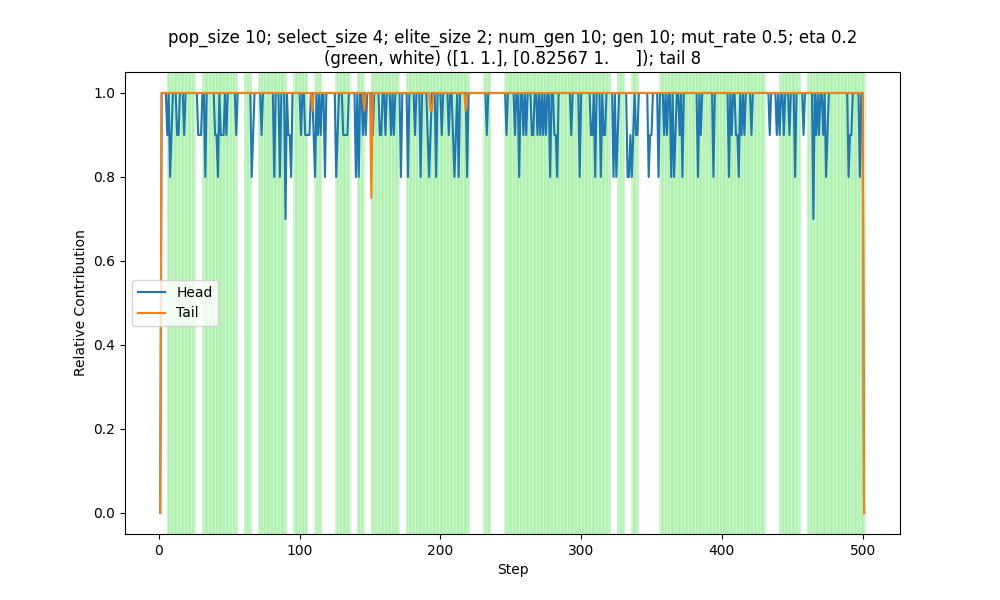 pop_size 10; select_size 4; elite_size 2; num_gen 10; gen 10; mut_rate 0.5; eta 0.2
(green, white) ([1. 1.], [0.82567 1.     ]); tail 8
1.0
0.8
0.6
0.4
0.2
0.0
Relative Contribution
Head
Tail
0
100
200
300
400
500
Step